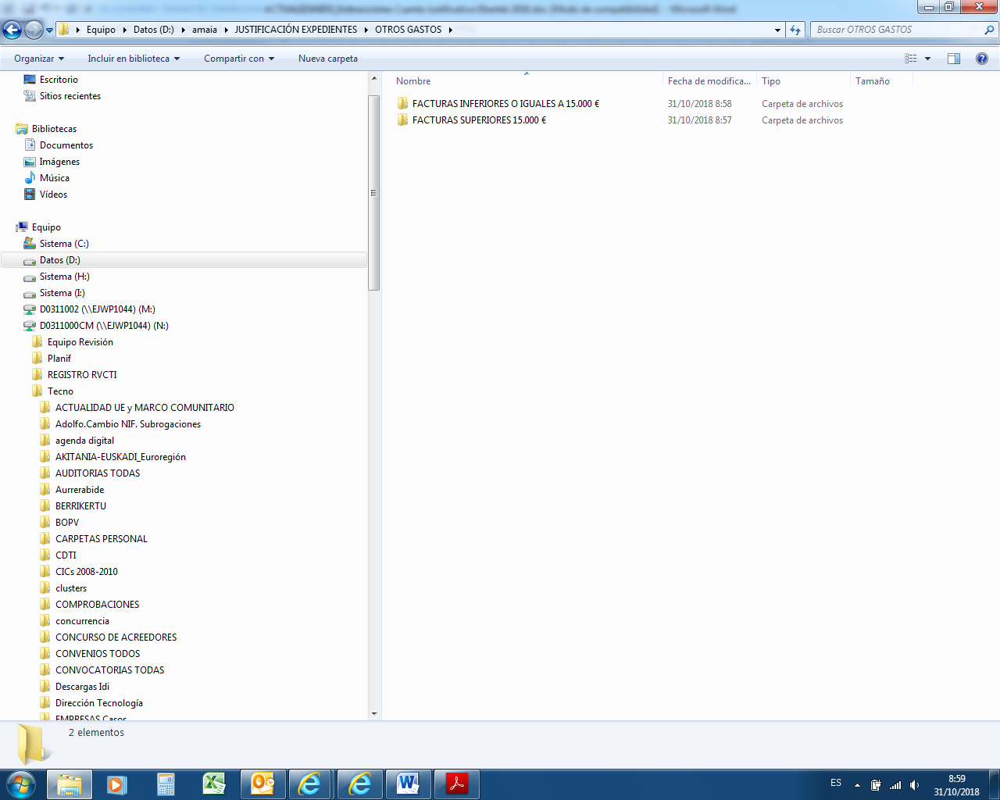 Equipo ▸ Datos (D:) ▸ amaia ▸ JUSTIFICACIÓN EXPEDIENTES ▸ OTROS GASTOS ▸
Buscar OTROS GASTOS
Organizar
Incluir en biblioteca
Compartir con
Nueva carpeta
Escritorio
Sitios recientes
Bibliotecas
Documentos
Imágenes
Música
Vídeos
Equipo
Sistema (C:)
Datos (D:)
Sistema (H:)
Sistema (I:)
D0311002 (\\EJWP1044) (M:)
D0311000CM (\\EJWP1044) (N:)
Equipo Revisión
Planif
REGISTRO RVCTI
Tecno
ACTUALIDAD UE y MARCO COMUNITARIO
Adolfo.Cambio NIF. Subrogaciones
agenda digital
AKITANIA-EUSKADI_Euroregión
AUDITORIAS TODAS
Aurrerabide
BERRIKERTU
BOPV
CARPETAS PERSONAL
CDTI
CICs 2008-2010
clusters
COMPROBACIONES
concurrencia
CONCURSO DE ACREEDORES
CONVENIOS TODOS
CONVOCATORIAS TODAS
Descargas Idi
Dirección Tecnología
EMPRESAS Casos
Nombre Fecha de modifica... Tipo Tamaño
FACTURAS INFERIORES O IGUALES A 15.000 € 31/10/2018 8:58 Carpeta de archivos
FACTURAS SUPERIORES 15.000 € 31/10/2018 8:57 Carpeta de archivos
2 elementos
ES
8:59
31/10/2018